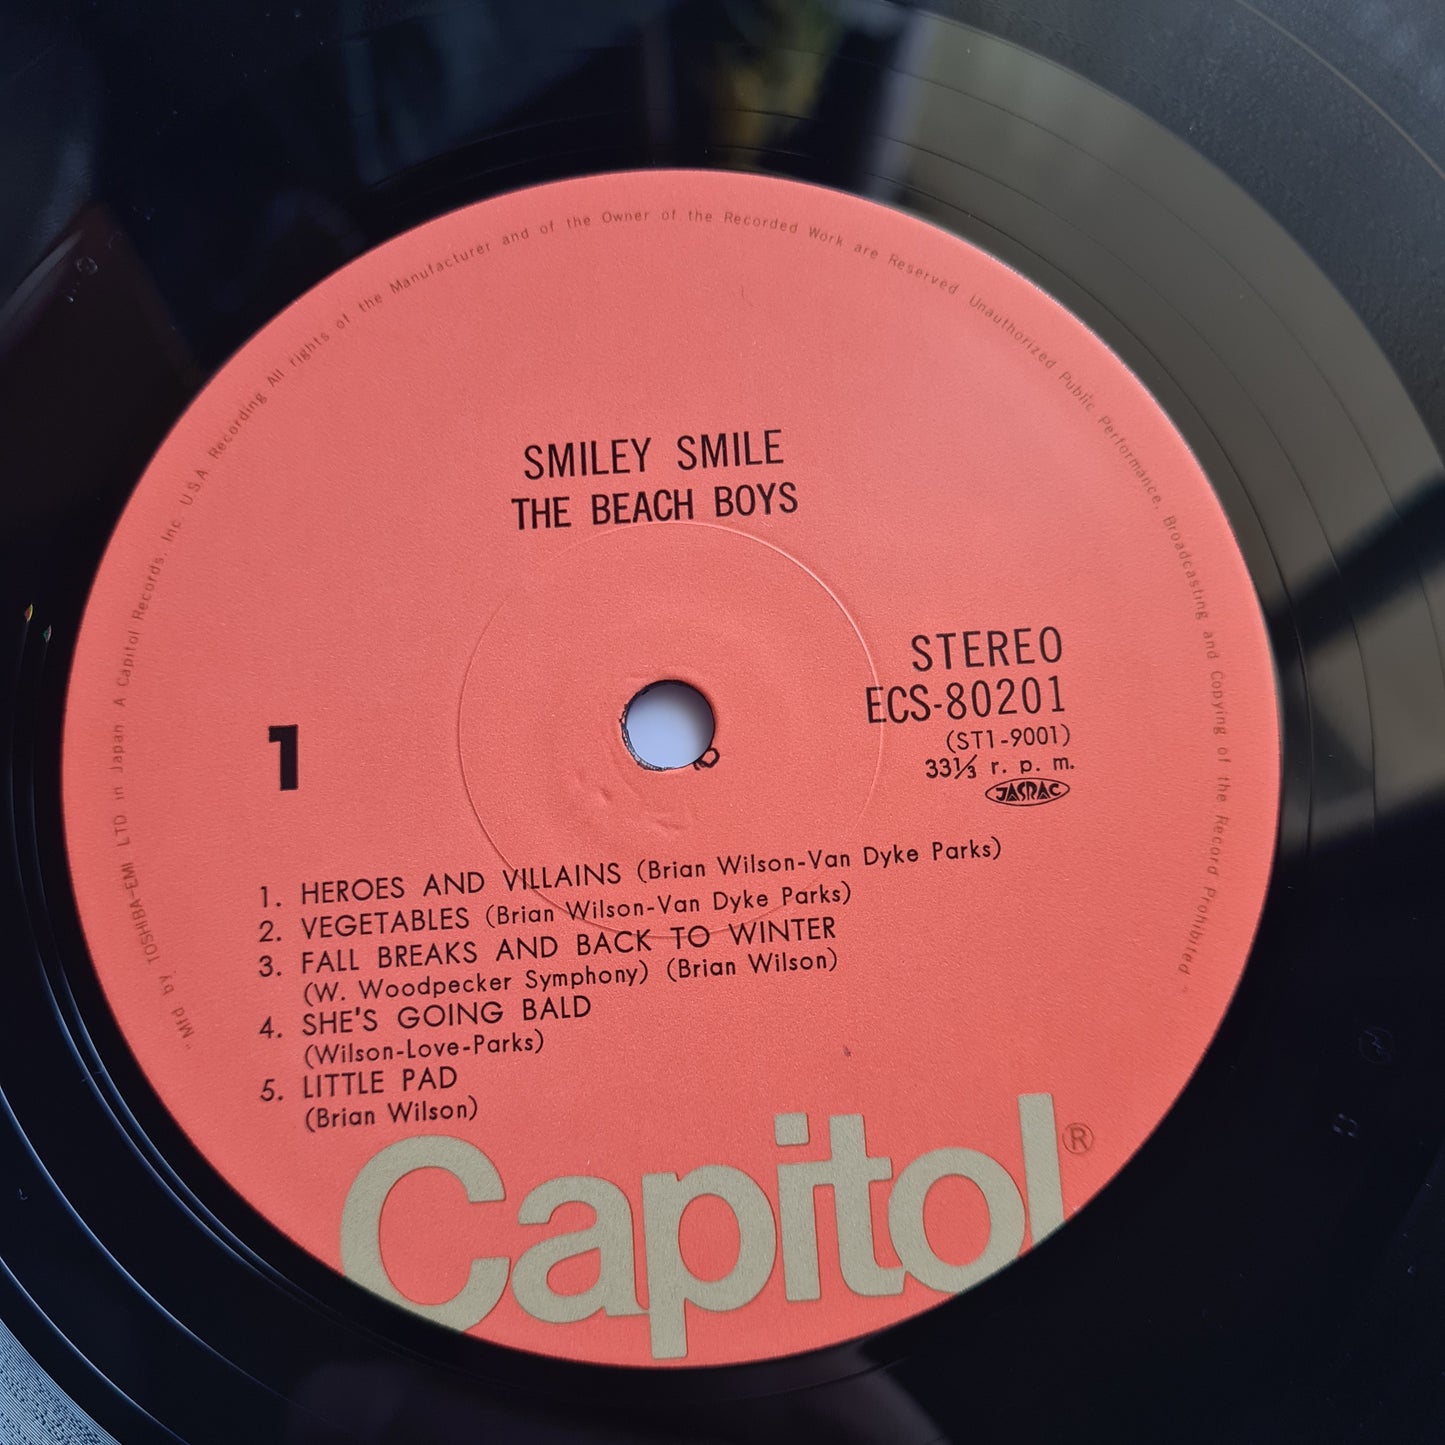 "Mfd by, TOSHIBA-EMI LTD in Japan A Capitol Records, Inc. U.S.A Recording All rights of the Manufacturer and of the Owner of the Recorded Work are Reserved Unauthorized Public Performance, Broadcasting and Copying of the Record Prohibited"
SMILEY SMILE
THE BEACH BOYS
1
STEREO
ECS-80201
(ST1-9001)
33⅓ r. p. m.
JASRAC
1. HEROES AND VILLAINS (Brian Wilson-Van Dyke Parks)
2. VEGETABLES (Brian Wilson-Van Dyke Parks)
3. FALL BREAKS AND BACK TO WINTER
(W. Woodpecker Symphony) (Brian Wilson)
4. SHE'S GOING BALD
(Wilson-Love-Parks)
5. LITTLE PAD
(Brian Wilson)
Capitol®